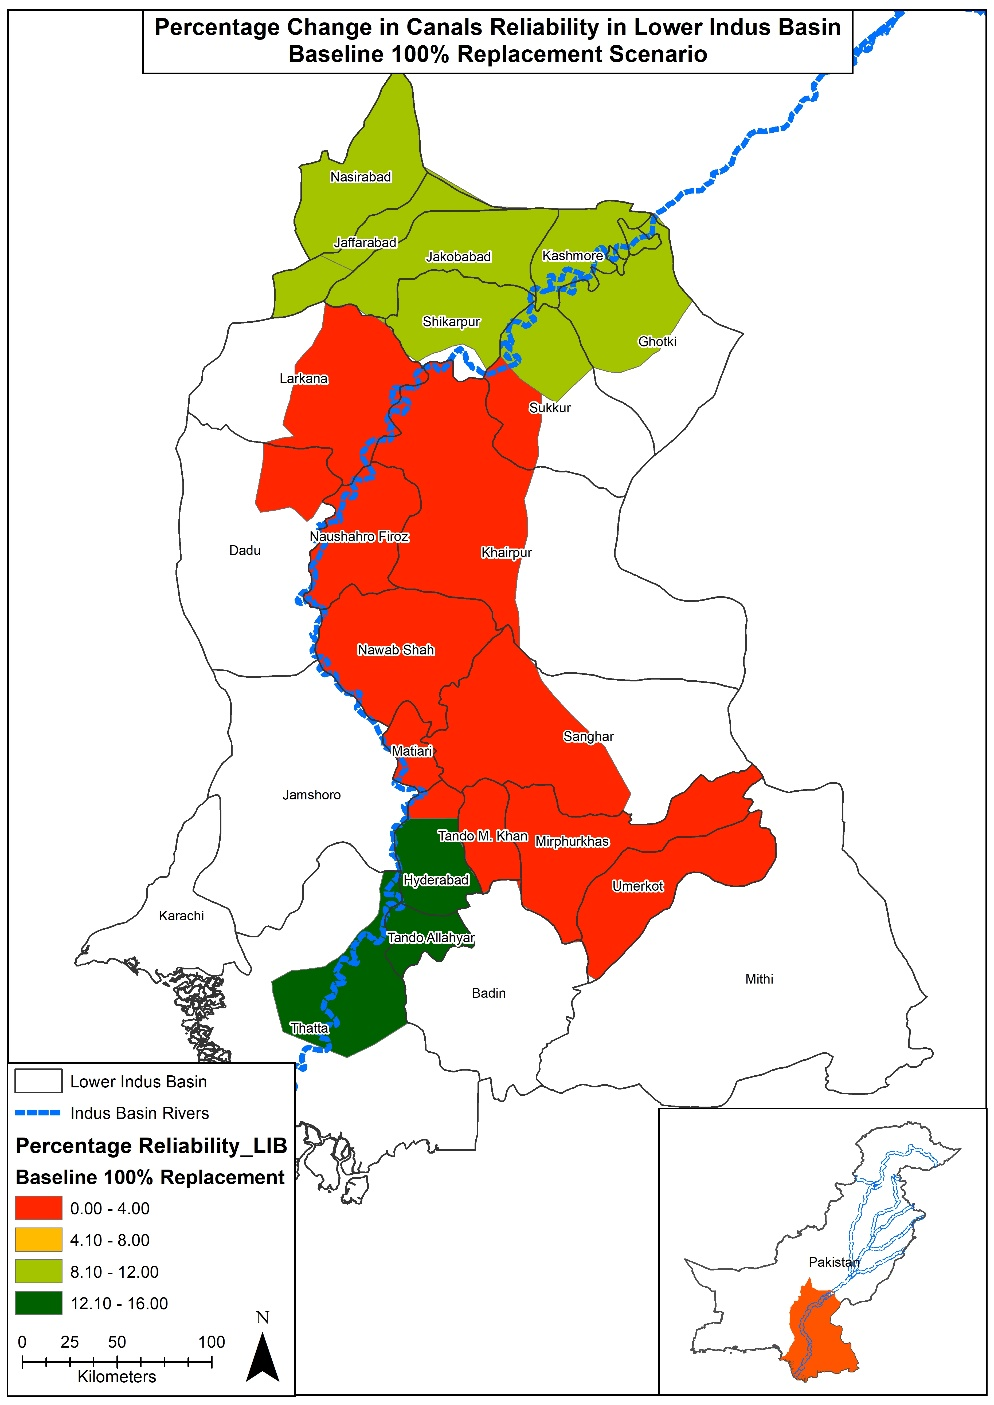 Percentage Change in Canals Reliability in Lower Indus Basin
Baseline 100% Replacement Scenario
Nasirabad
Jaffarabad
Jakobabad
Kashmore
Shikarpur
Ghotki
Larkana
Sukkur
Naushahro Firoz
Dadu
Khairpur
Nawab Shah
Sanghar
Matiari
Jamshoro
Tando M. Khan
Mirphurkhas
Hyderabad
Umerkot
Karachi
Tando Allahyar
Mithi
Badin
Thatta
Lower Indus Basin
Indus Basin Rivers
Percentage Reliability_LIB
Baseline 100% Replacement
0.00 - 4.00
4.10 - 8.00
8.10 - 12.00
12.10 - 16.00
N
0 25 50 100
Kilometers
Pakistan